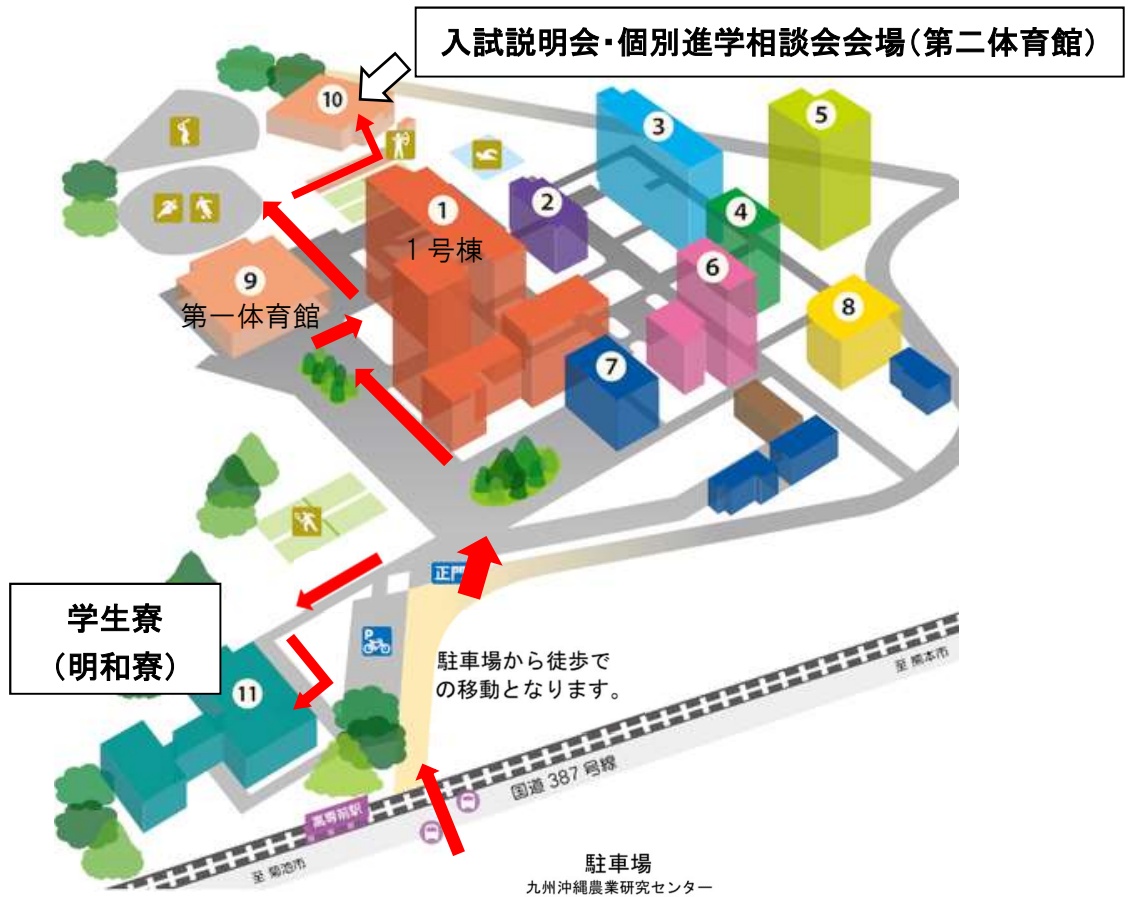 入試説明会・個別進学相談会会場(第二体育館)
10
3
5
1
2
4
1号棟
6
9
8
第一体育館
7
正門
学生寮
(明和寮)
P
11
駐車場から徒歩で
の移動となります。
至 熊本市
国道 387 号線
高専前駅
至 菊池市
駐車場
九州沖縄農業研究センター